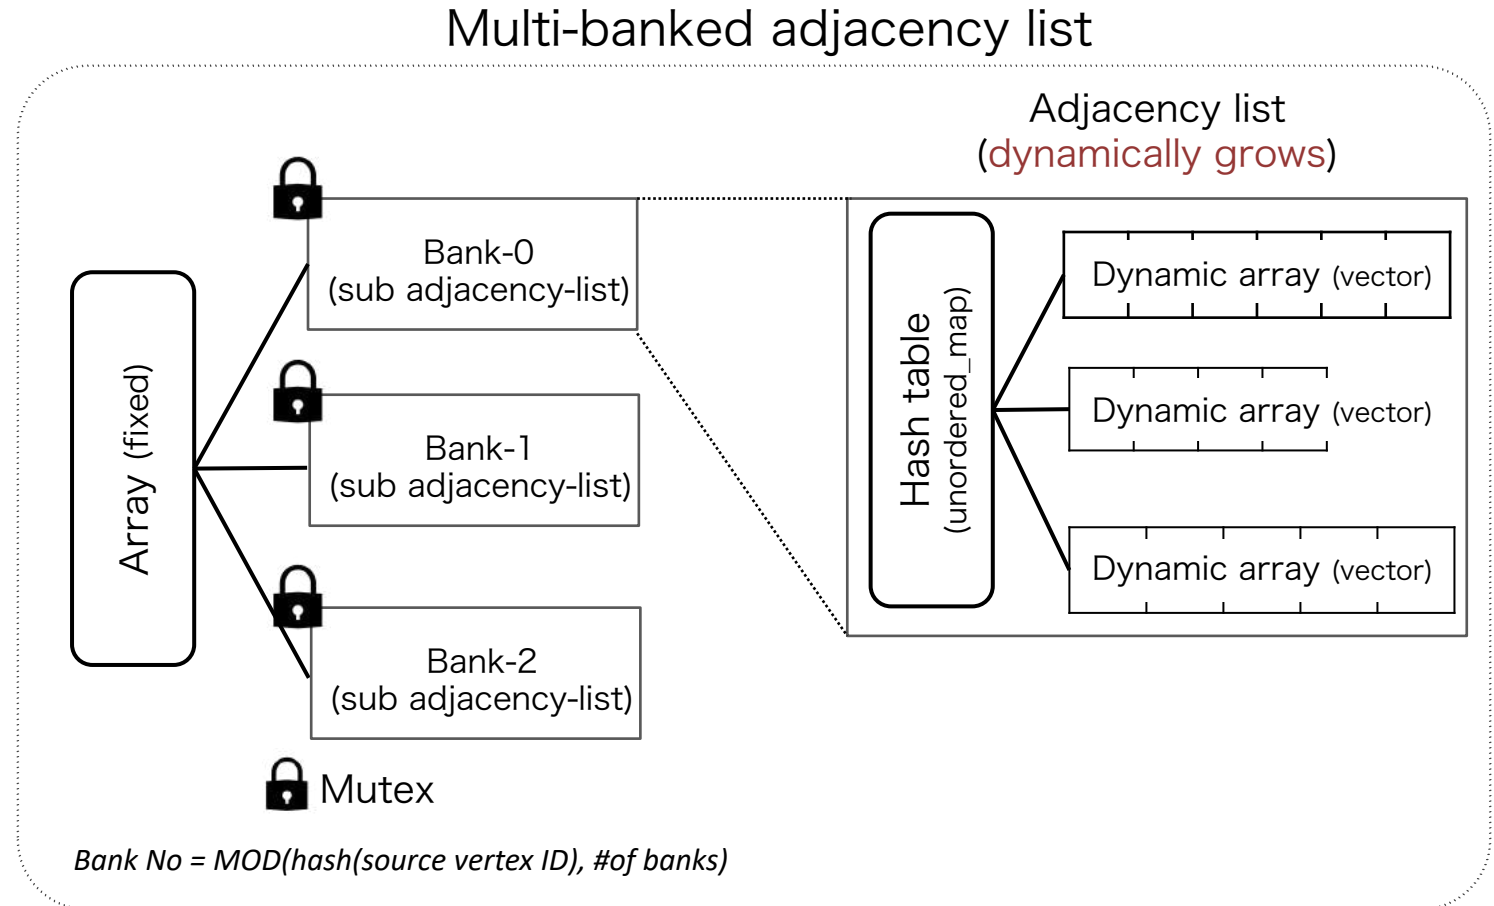 Multi-banked adjacency list
Adjacency list
(dynamically grows)
Array (fixed)
Bank-0
(sub adjacency-list)
Bank-1
(sub adjacency-list)
Bank-2
(sub adjacency-list)
Mutex
Hash table
(unordered_map)
Dynamic array (vector)
Dynamic array (vector)
Dynamic array (vector)
Bank No = MOD(hash(source vertex ID), #of banks)